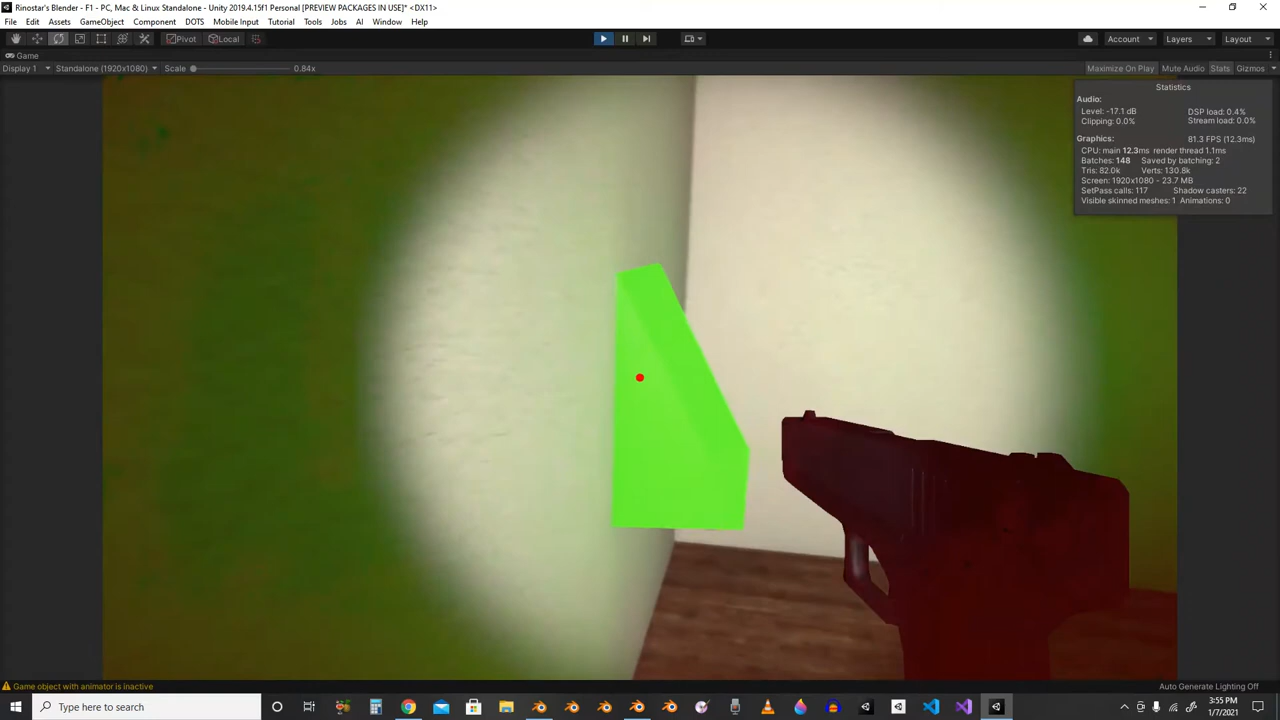 Rinostar's Blender - F1 - PC, Mac & Linux Standalone - Unity 2019.4.15f1 Personal [PREVIEW PACKAGES IN USE]* <DX11>
File Edit Assets GameObject Component DOTS Mobile Input Tutorial Tools Jobs AI Window Help
Pivot Local Account Layers Layout
Game
Display 1 Standalone (1920x1080) Scale 0.84x Maximize On Play Mute Audio Stats Gizmos
Statistics
Audio:
Level: -17.1 dB DSP load: 0.4%
Clipping: 0.0% Stream load: 0.0%
Graphics: 81.3 FPS (12.3ms)
CPU: main 12.3ms render thread 1.1ms
Batches: 148 Saved by batching: 2
Tris: 82.0k Verts: 130.8k
Screen: 1920x1080 - 23.7 MB
SetPass calls: 117 Shadow casters: 22
Visible skinned meshes: 1 Animations: 0
Game object with animator is inactive Auto Generate Lighting Off
Type here to search
3:55 PM
1/7/2021